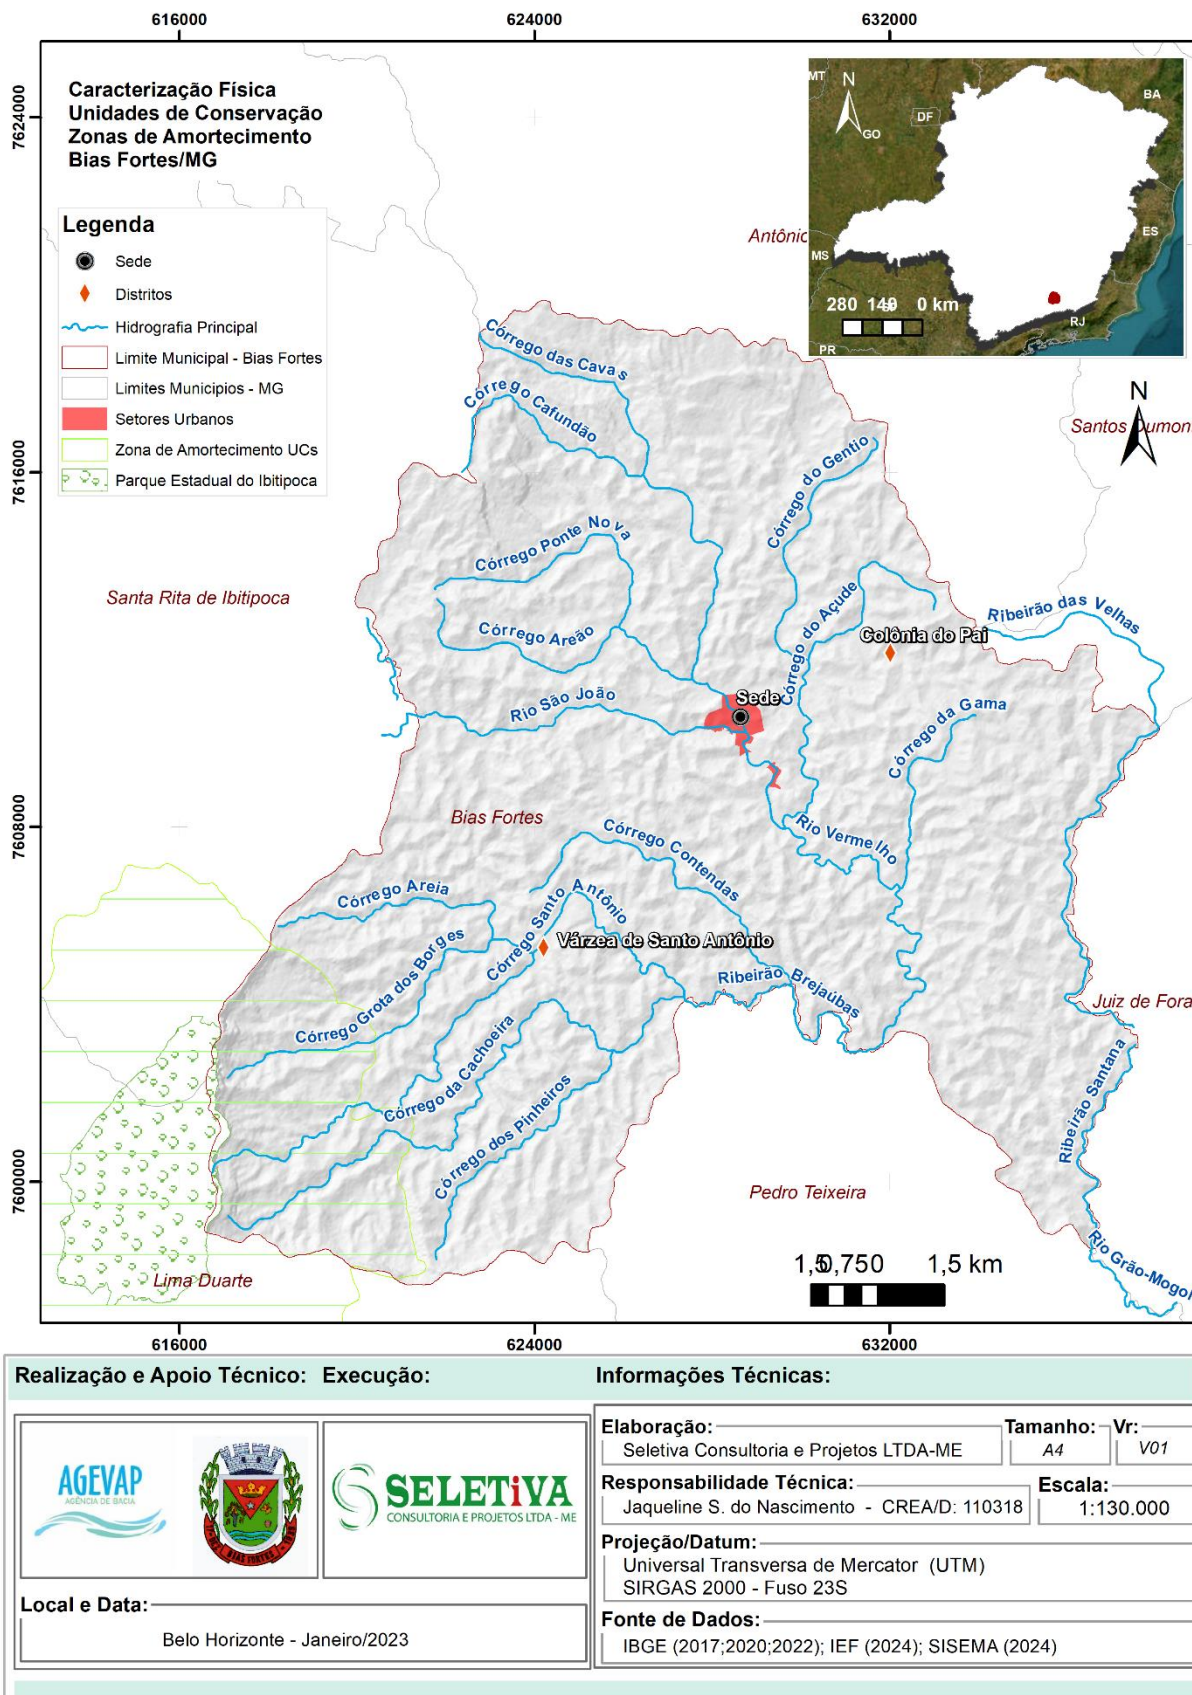 616000
624000
632000
7624000
7616000
7608000
7600000
Caracterização Física
Unidades de Conservação
Zonas de Amortecimento
Bias Fortes/MG
Legenda
Sede
Distritos
Hidrografia Principal
Limite Municipal - Bias Fortes
Limites Municipios - MG
Setores Urbanos
Zona de Amortecimento UCs
Parque Estadual do Ibitipoca
MT
N
GO
DF
BA
MS
ES
RJ
PR
280 140 0 km
N
Antônio
Santos Dumont
Córrego das Cavas
Córrego Cafundão
Córrego do Gentio
Córrego Ponte Nova
Santa Rita de Ibitipoca
Córrego Areão
Córrego do Açude
Ribeirão das Velhas
Colônia do Pai
Rio São João
Sede
Córrego da Gama
Bias Fortes
Córrego Contendas
Rio Vermelho
Córrego Areia
Córrego Santo Antônio
Várzea de Santo Antônio
Córrego Grota dos Borges
Ribeirão Brejaúbas
Juiz de Fora
Córrego da Cachoeira
Córrego dos Pinheiros
Ribeirão Santana
Pedro Teixeira
Rio Grão-Mogol
Lima Duarte
1,5 0,75 0 1,5 km
616000
624000
632000
Realização e Apoio Técnico: Execução: Informações Técnicas:
AGEVAP
AGÊNCIA DE BACIA
BIAS FORTES
SELETiVA
CONSULTORIA E PROJETOS LTDA - ME
Elaboração:
Seletiva Consultoria e Projetos LTDA-ME
Tamanho:
A4
Vr:
V01
Responsabilidade Técnica:
Jaqueline S. do Nascimento - CREA/D: 110318
Escala:
1:130.000
Projeção/Datum:
Universal Transversa de Mercator (UTM)
SIRGAS 2000 - Fuso 23S
Local e Data:
Belo Horizonte - Janeiro/2023
Fonte de Dados:
IBGE (2017;2020;2022); IEF (2024); SISEMA (2024)